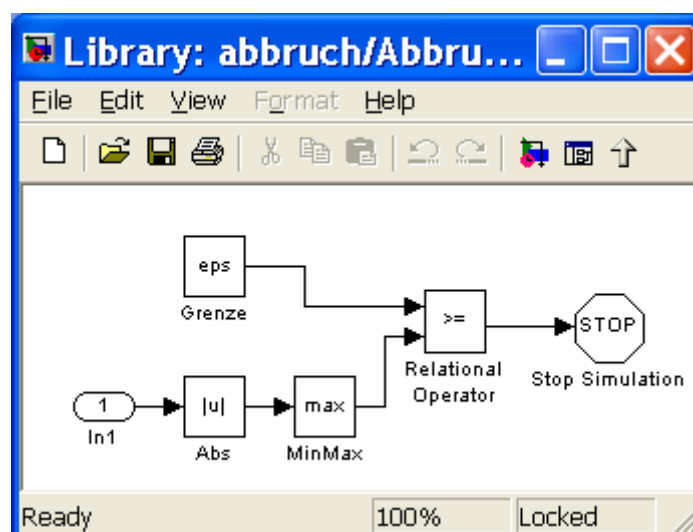 Library: abbruch/Abbru...
File Edit View Format Help
eps
Grenze
>=
Relational
Operator
STOP
Stop Simulation
1
In1
|u|
Abs
max
MinMax
Ready 100% Locked